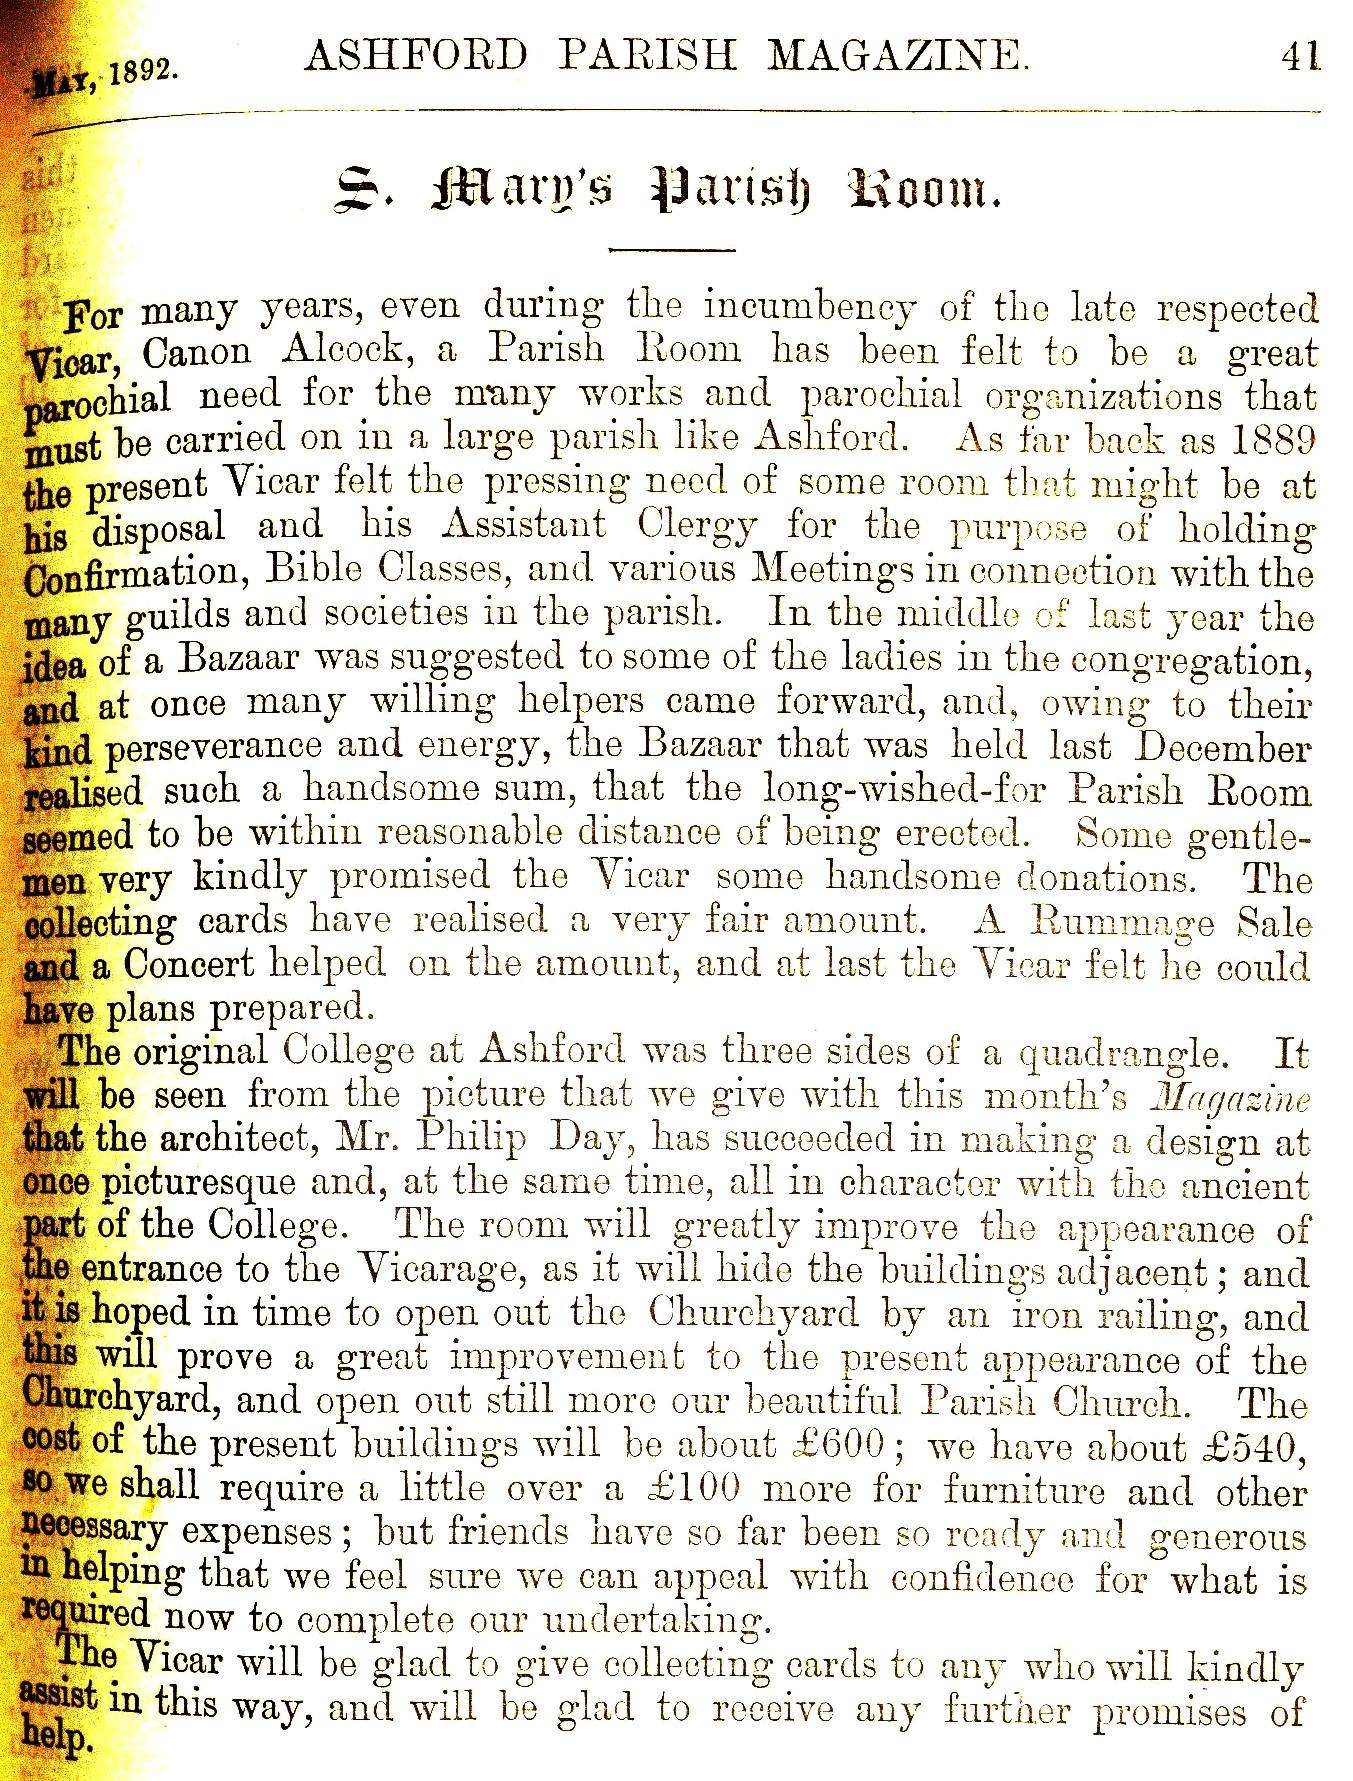 MAY, 1892.
ASHFORD PARISH MAGAZINE.
41
S. Mary's Parish Room.
For many years, even during the incumbency of the late respected
Vicar, Canon Alcock, a Parish Room has been felt to be a great
parochial need for the many works and parochial organizations that
must be carried on in a large parish like Ashford. As far back as 1889
the present Vicar felt the pressing need of some room that might be at
his disposal and his Assistant Clergy for the purpose of holding
Confirmation, Bible Classes, and various Meetings in connection with the
many guilds and societies in the parish. In the middle of last year the
idea of a Bazaar was suggested to some of the ladies in the congregation,
and at once many willing helpers came forward, and, owing to their
kind perseverance and energy, the Bazaar that was held last December
realised such a handsome sum, that the long-wished-for Parish Room
seemed to be within reasonable distance of being erected. Some gentle-
men very kindly promised the Vicar some handsome donations. The
collecting cards have realised a very fair amount. A Rummage Sale
and a Concert helped on the amount, and at last the Vicar felt he could
have plans prepared.
The original College at Ashford was three sides of a quadrangle. It
will be seen from the picture that we give with this month's Magazine
that the architect, Mr. Philip Day, has succeeded in making a design at
once picturesque and, at the same time, all in character with the ancient
part of the College. The room will greatly improve the appearance of
the entrance to the Vicarage, as it will hide the buildings adjacent; and
it is hoped in time to open out the Churchyard by an iron railing, and
this will prove a great improvement to the present appearance of the
Churchyard, and open out still more our beautiful Parish Church. The
cost of the present buildings will be about £600; we have about £540,
so we shall require a little over a £100 more for furniture and other
necessary expenses; but friends have so far been so ready and generous
in helping that we feel sure we can appeal with confidence for what is
required now to complete our undertaking.
The Vicar will be glad to give collecting cards to any who will kindly
assist in this way, and will be glad to receive any further promises of
help.